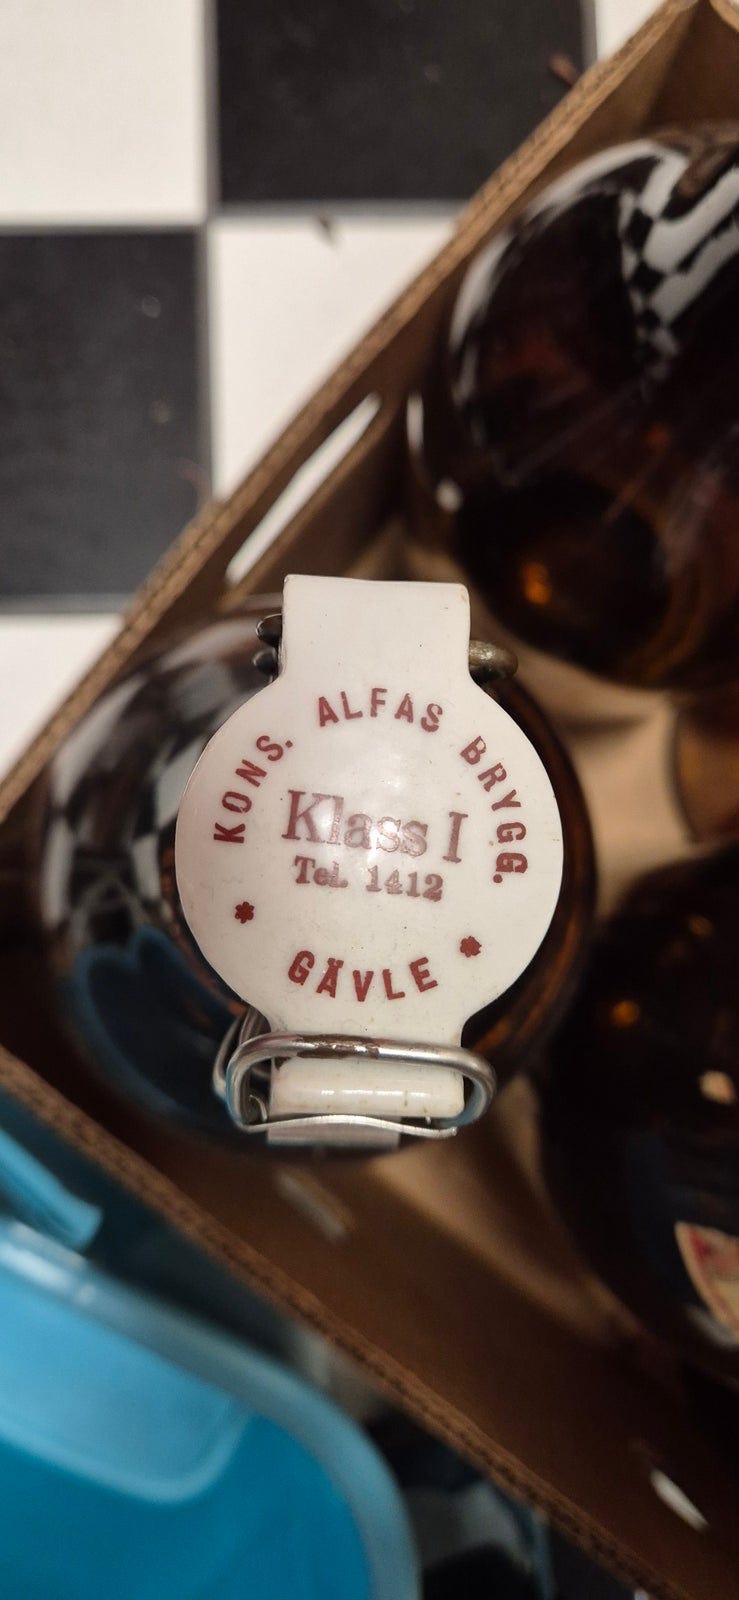 KONS. ALFAS BRYGG.
Klass I
Tel. 1412
GÄVLE